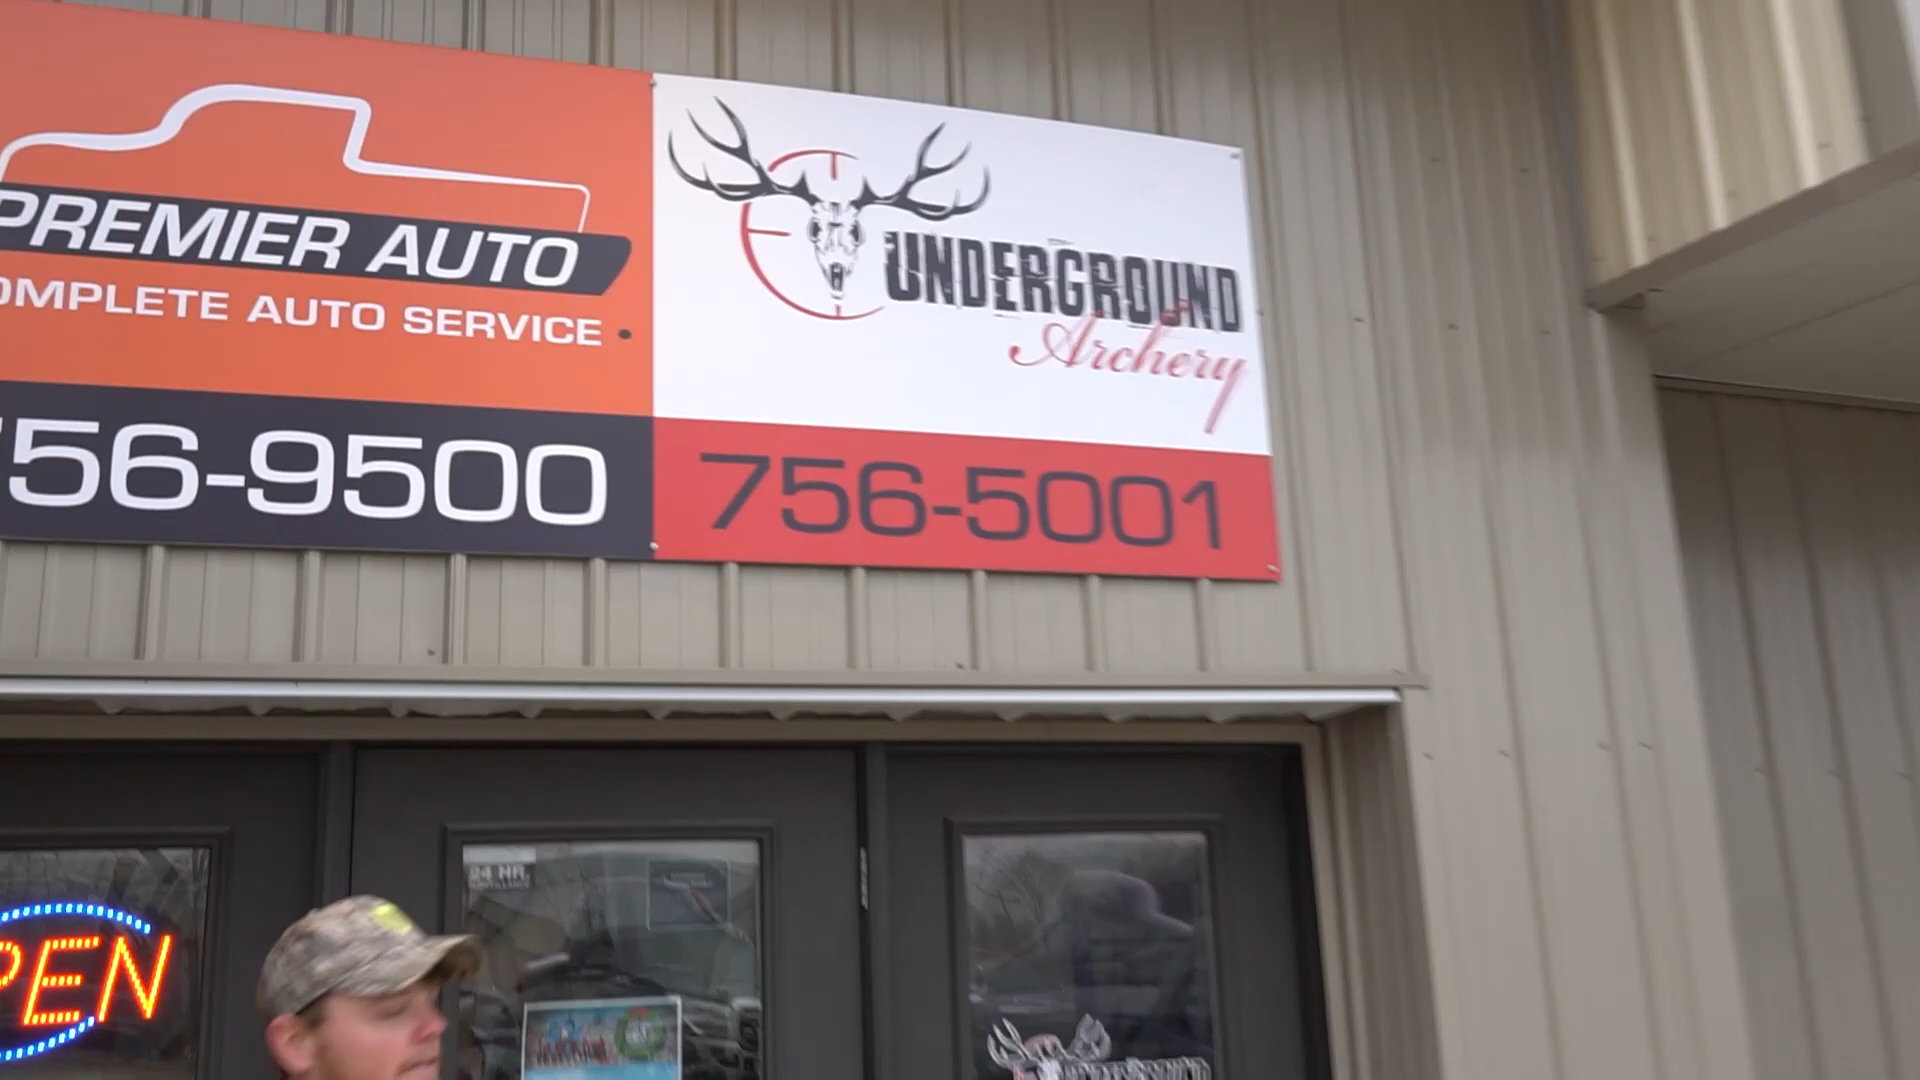 PREMIER AUTO
OMPLETE AUTO SERVICE
756-9500
UNDERGROUND
Archery
756-5001
24 HR.
PEN